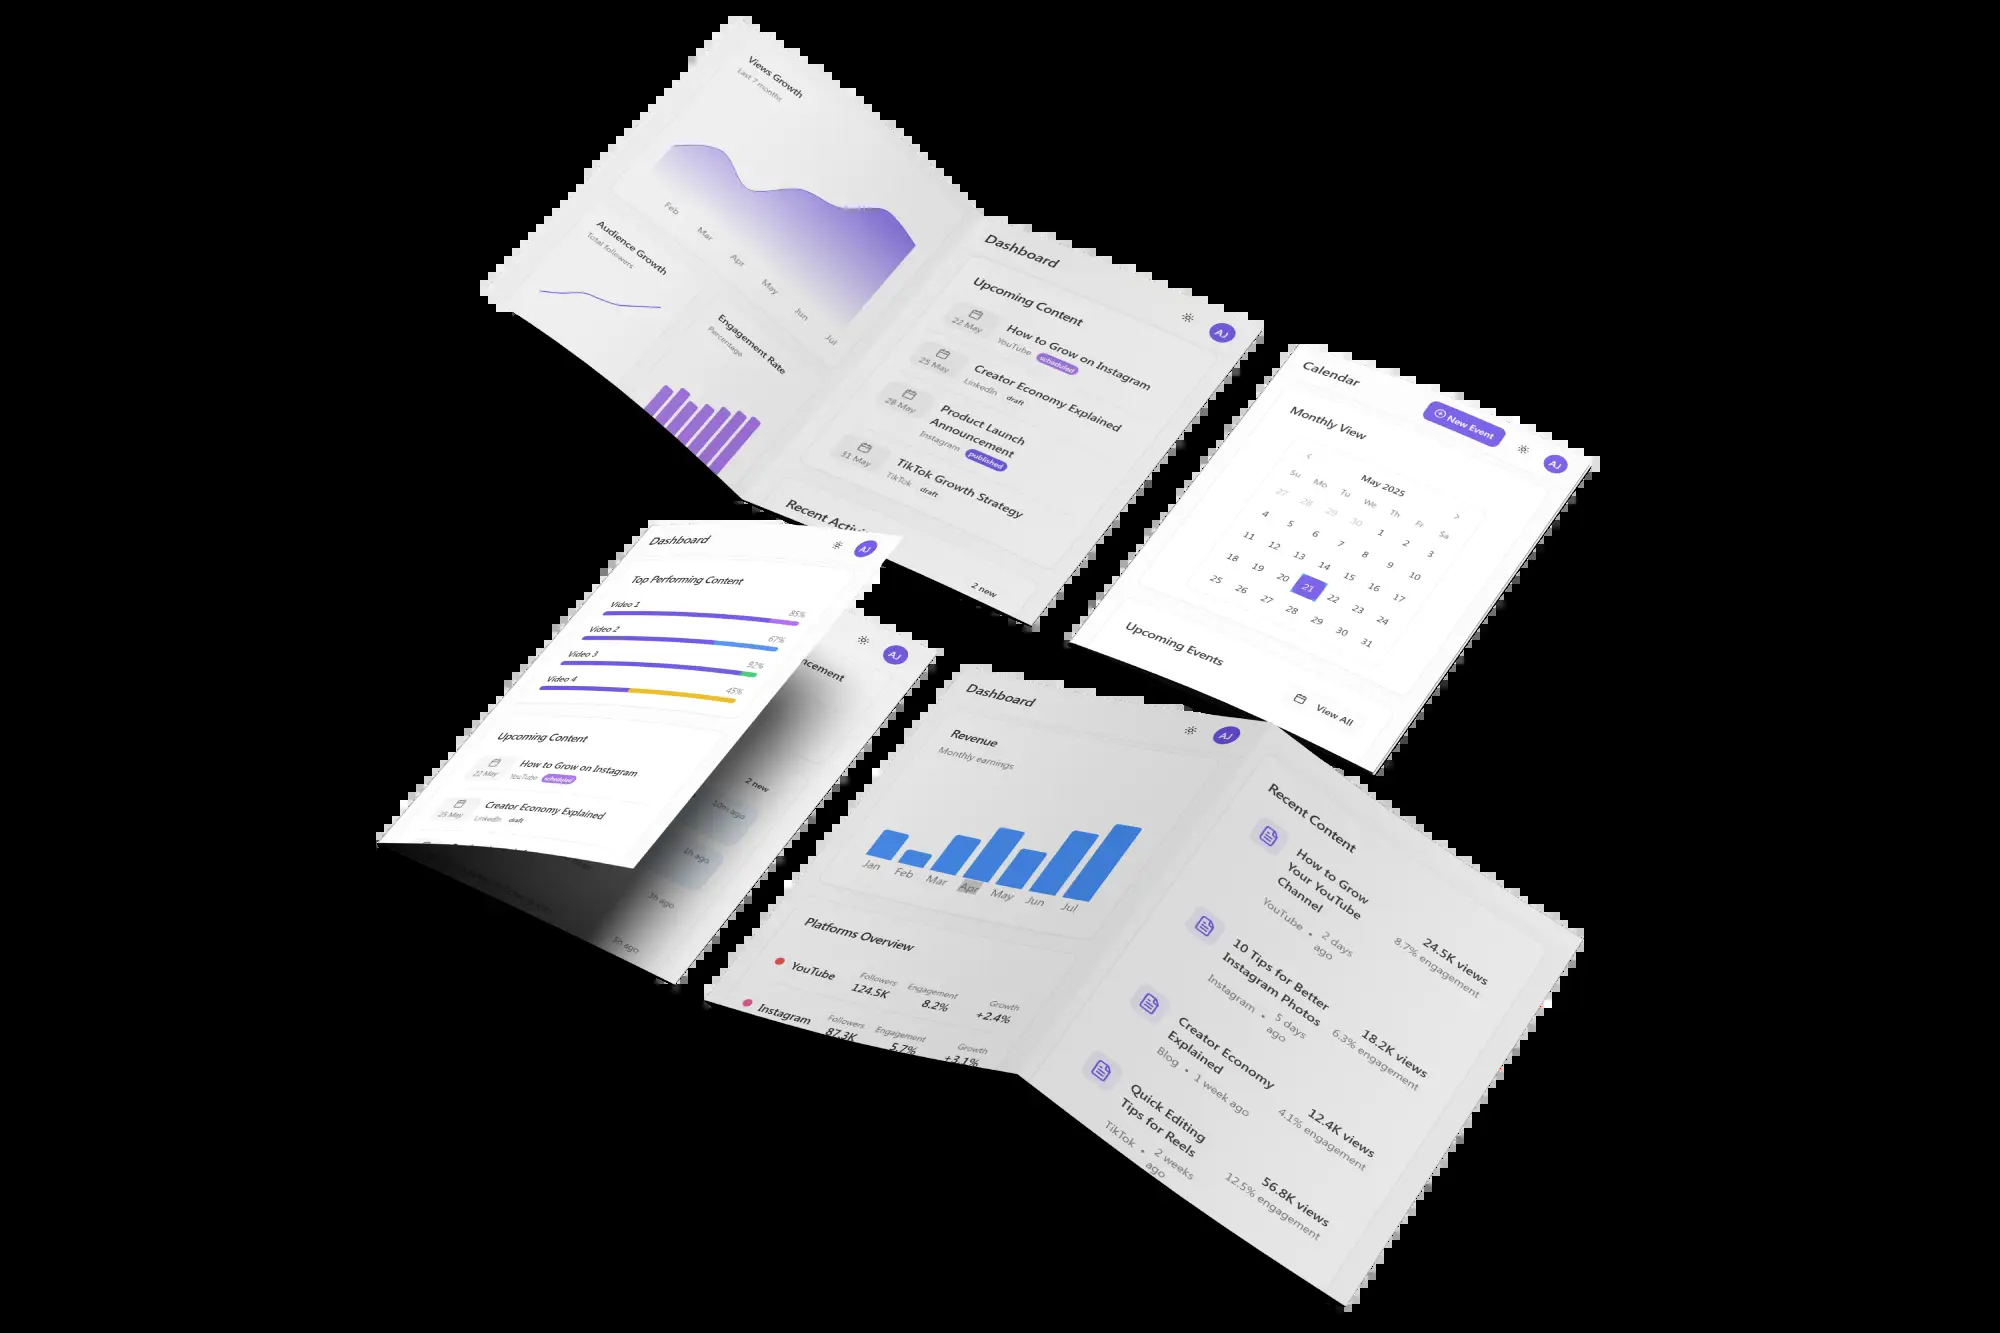 Views Growth
Last 7 months
Feb
Mar
Apr
May
Jun
Jul
Audience Growth
Total followers
Engagement Rate
Percentage
Dashboard
AJ
Upcoming Content
22 May
How to Grow on Instagram
YouTube scheduled
25 May
Creator Economy Explained
LinkedIn draft
28 May
Product Launch
Announcement
Instagram published
31 May
TikTok Growth Strategy
TikTok draft
Recent Activ
2 new
Calendar
New Event
AJ
Monthly View
May 2025
Su Mo Tu We Th Fr Sa
27 28 29 30 1 2 3
4 5 6 7 8 9 10
11 12 13 14 15 16 17
18 19 20 21 22 23 24
25 26 27 28 29 30 31
Upcoming Events
View All
Dashboard
AJ
Top Performing Content
Video 1 85%
Video 2 67%
Video 3 92%
Video 4 45%
Upcoming Content
22 May
How to Grow on Instagram
YouTube scheduled
25 May
Creator Economy Explained
LinkedIn draft
AJ
ncement
2 new
10m ago
1h ago
3h ago
5h ago
Dashboard
AJ
Revenue
Monthly earnings
Jan
Feb
Mar
Apr
May
Jun
Jul
Platforms Overview
YouTube
Followers
124.5K
Engagement
8.2%
Growth
+2.4%
Instagram
Followers
87.3K
Engagement
5.7%
Growth
+3.1%
Recent Content
How to Grow
Your YouTube
Channel
YouTube • 2 days
ago
24.5K views
8.7% engagement
10 Tips for Better
Instagram Photos
Instagram • 5 days
ago
18.2K views
6.3% engagement
Creator Economy
Explained
Blog • 1 week ago
12.4K views
4.1% engagement
Quick Editing
Tips for Reels
TikTok • 2 weeks
ago
56.8K views
12.5% engagement